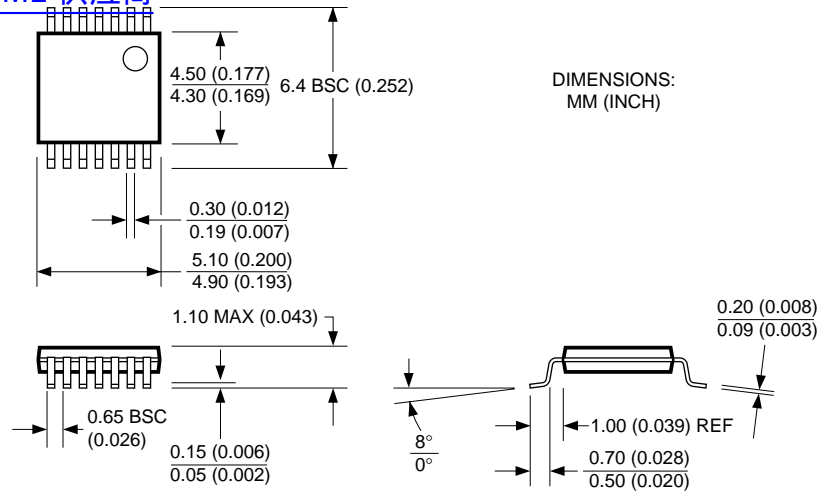 供应商
4.50 (0.177)
4.30 (0.169)
6.4 BSC (0.252)
DIMENSIONS:
MM (INCH)
0.30 (0.012)
0.19 (0.007)
5.10 (0.200)
4.90 (0.193)
1.10 MAX (0.043)
0.20 (0.008)
0.09 (0.003)
0.65 BSC
(0.026)
0.15 (0.006)
0.05 (0.002)
8°
0°
1.00 (0.039) REF
0.70 (0.028)
0.50 (0.020)